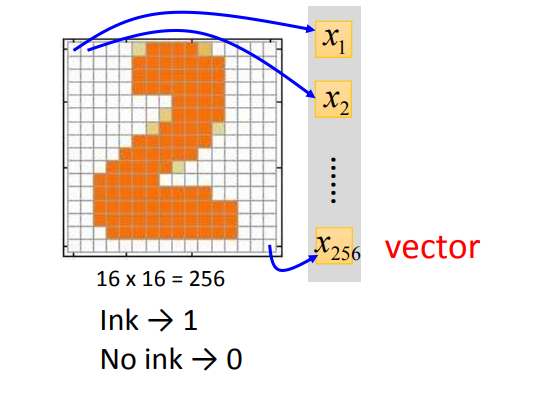 x₁
x₂
......
x₂₅₆
vector
16 x 16 = 256
Ink → 1
No ink → 0